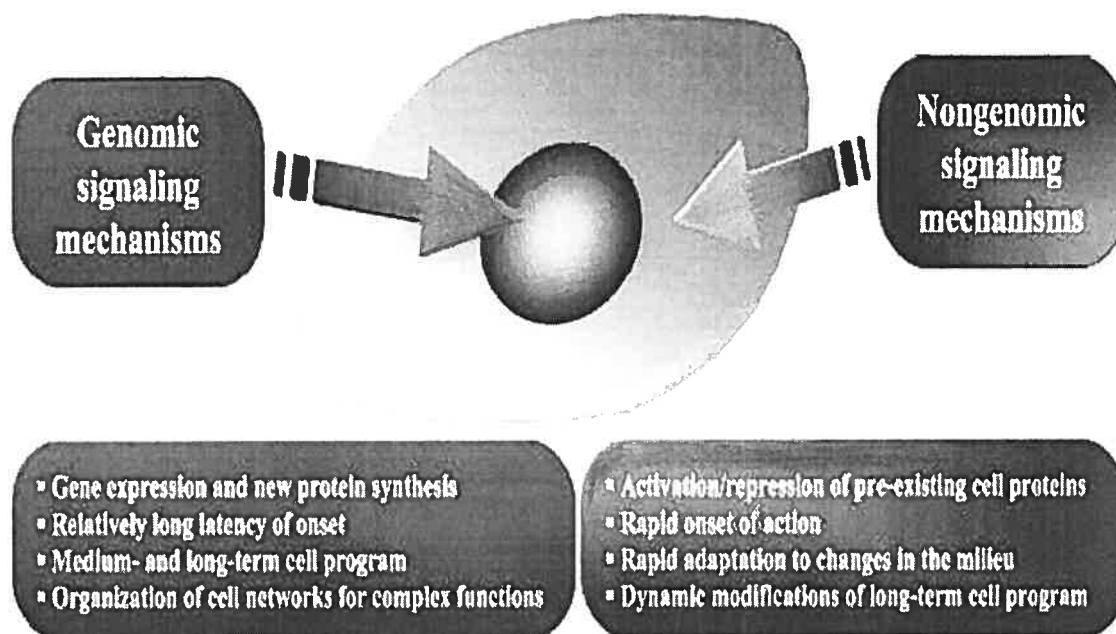 Genomic
signaling
mechanisms
Nongenomic
signaling
mechanisms
▪ Gene expression and new protein synthesis
▪ Relatively long latency of onset
▪ Medium- and long-term cell program
▪ Organization of cell networks for complex functions
▪ Activation/repression of pre-existing cell proteins
▪ Rapid onset of action
▪ Rapid adaptation to changes in the milieu
▪ Dynamic modifications of long-term cell program